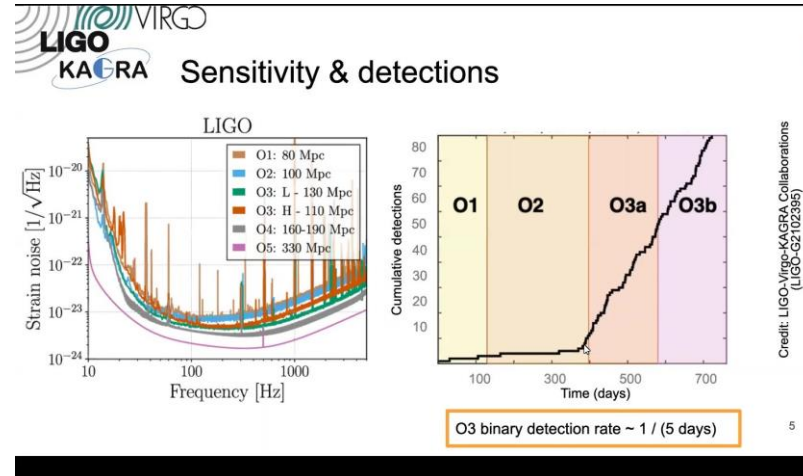 VIRGO
LIGO
KAGRA
Sensitivity & detections
LIGO
O1: 80 Mpc
O2: 100 Mpc
O3: L - 130 Mpc
O3: H - 110 Mpc
O4: 160-190 Mpc
O5: 330 Mpc
Strain noise [1/√Hz]
10⁻²⁰
10⁻²¹
10⁻²²
10⁻²³
10⁻²⁴
10
100
1000
Frequency [Hz]
Cumulative detections
80
70
60
50
40
30
20
10
O1
O2
O3a
O3b
100
300
500
700
Time (days)
O3 binary detection rate ~ 1 / (5 days)
Credit: LIGO-Virgo-KAGRA Collaborations
(LIGO-G2102395)
5